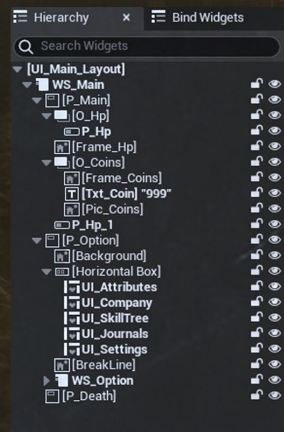 Hierarchy × Bind Widgets
Search Widgets
[UI_Main_Layout]
WS_Main
[P_Main]
[O_Hp]
P_Hp
[Frame_Hp]
[O_Coins]
[Frame_Coins]
[Txt_Coin] "999"
[Pic_Coins]
P_Hp_1
[P_Option]
[Background]
[Horizontal Box]
UI_Attributes
UI_Company
UI_SkillTree
UI_Journals
UI_Settings
[BreakLine]
WS_Option
[P_Death]